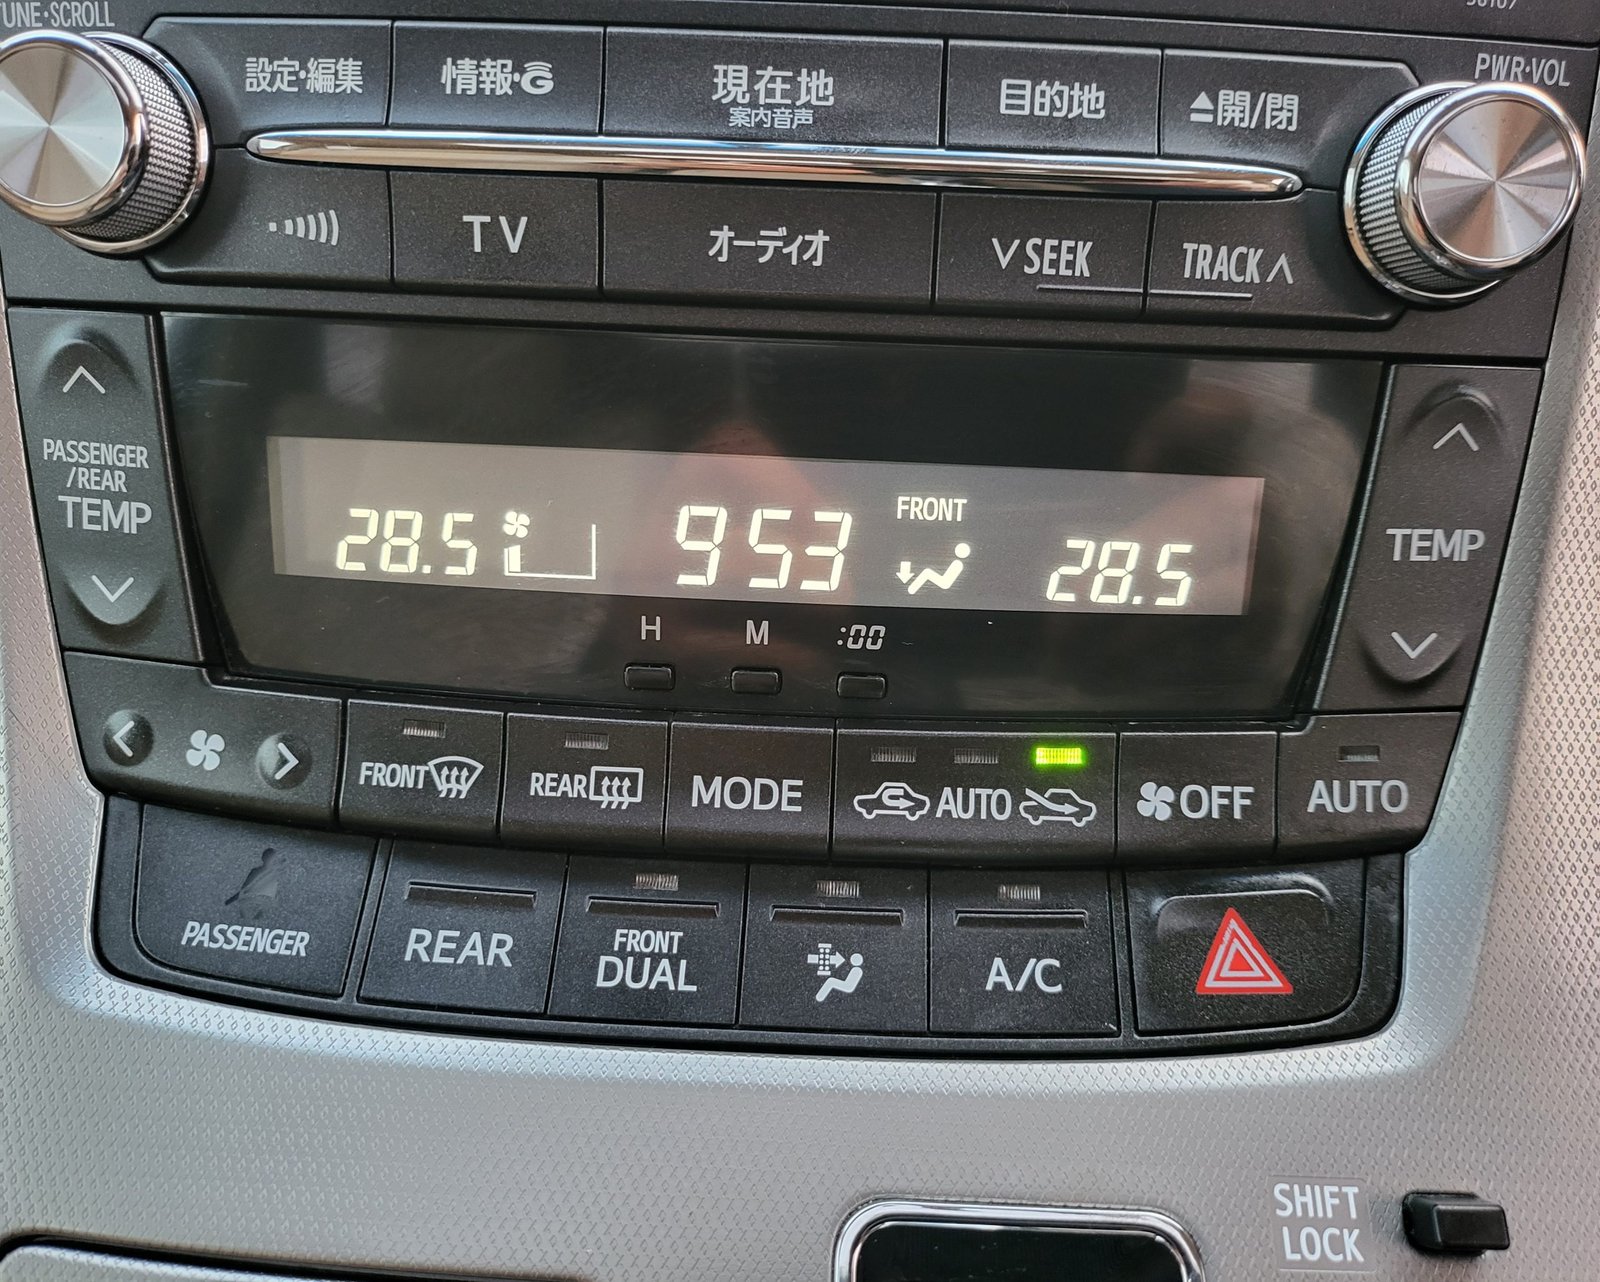 TUNE·SCROLL
PWR·VOL
設定·編集
情報·G
現在地
案内音声
目的地
開/閉
TV
オーディオ
SEEK
TRACK
PASSENGER
/REAR
TEMP
28.5
953
FRONT
28.5
TEMP
H
M
:00
FRONT
REAR
MODE
AUTO
OFF
AUTO
PASSENGER
REAR
FRONT
DUAL
A/C
SHIFT
LOCK